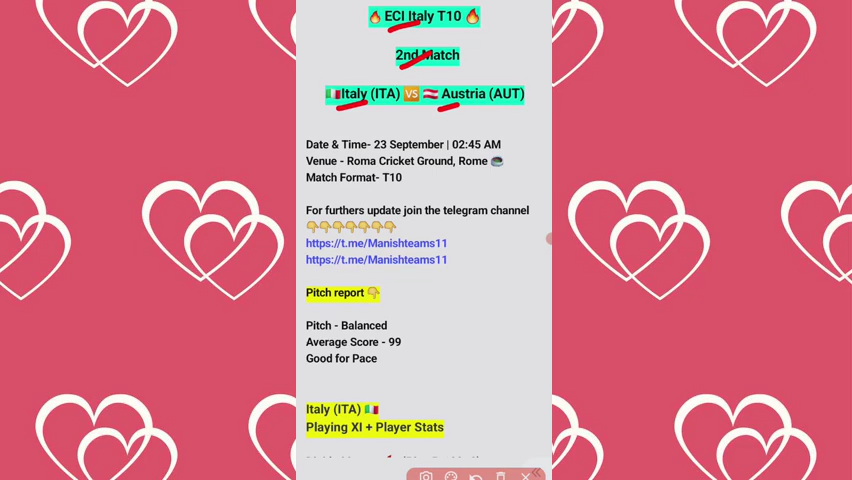 🔥 ECI Italy T10 🔥
2nd Match
🇮🇹Italy (ITA) 🆚 🇦🇹 Austria (AUT)
Date & Time- 23 September | 02:45 AM
Venue - Roma Cricket Ground, Rome 🏟
Match Format- T10
For furthers update join the telegram channel
👇👇👇👇👇👇👇
https://t.me/Manishteams11
https://t.me/Manishteams11
Pitch report 👇
Pitch - Balanced
Average Score - 99
Good for Pace
Italy (ITA) 🇮🇹
Playing XI + Player Stats